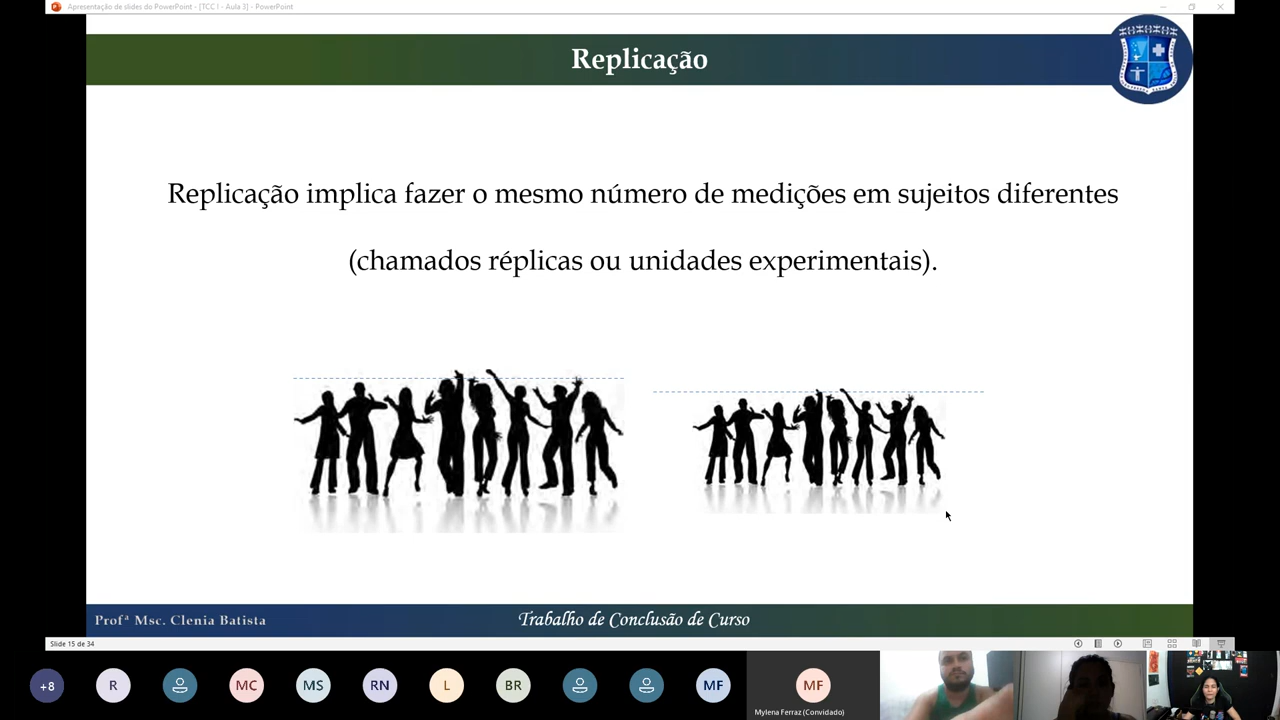 Apresentação de slides do PowerPoint - [TCC I - Aula 3] - PowerPoint
Replicação
Replicação implica fazer o mesmo número de medições em sujeitos diferentes
(chamados réplicas ou unidades experimentais).
Profª Msc. Clenia Batista
Trabalho de Conclusão de Curso
Slide 15 de 34
+8
R
MC
MS
RN
L
BR
MF
MF
Mylena Ferraz (Convidado)